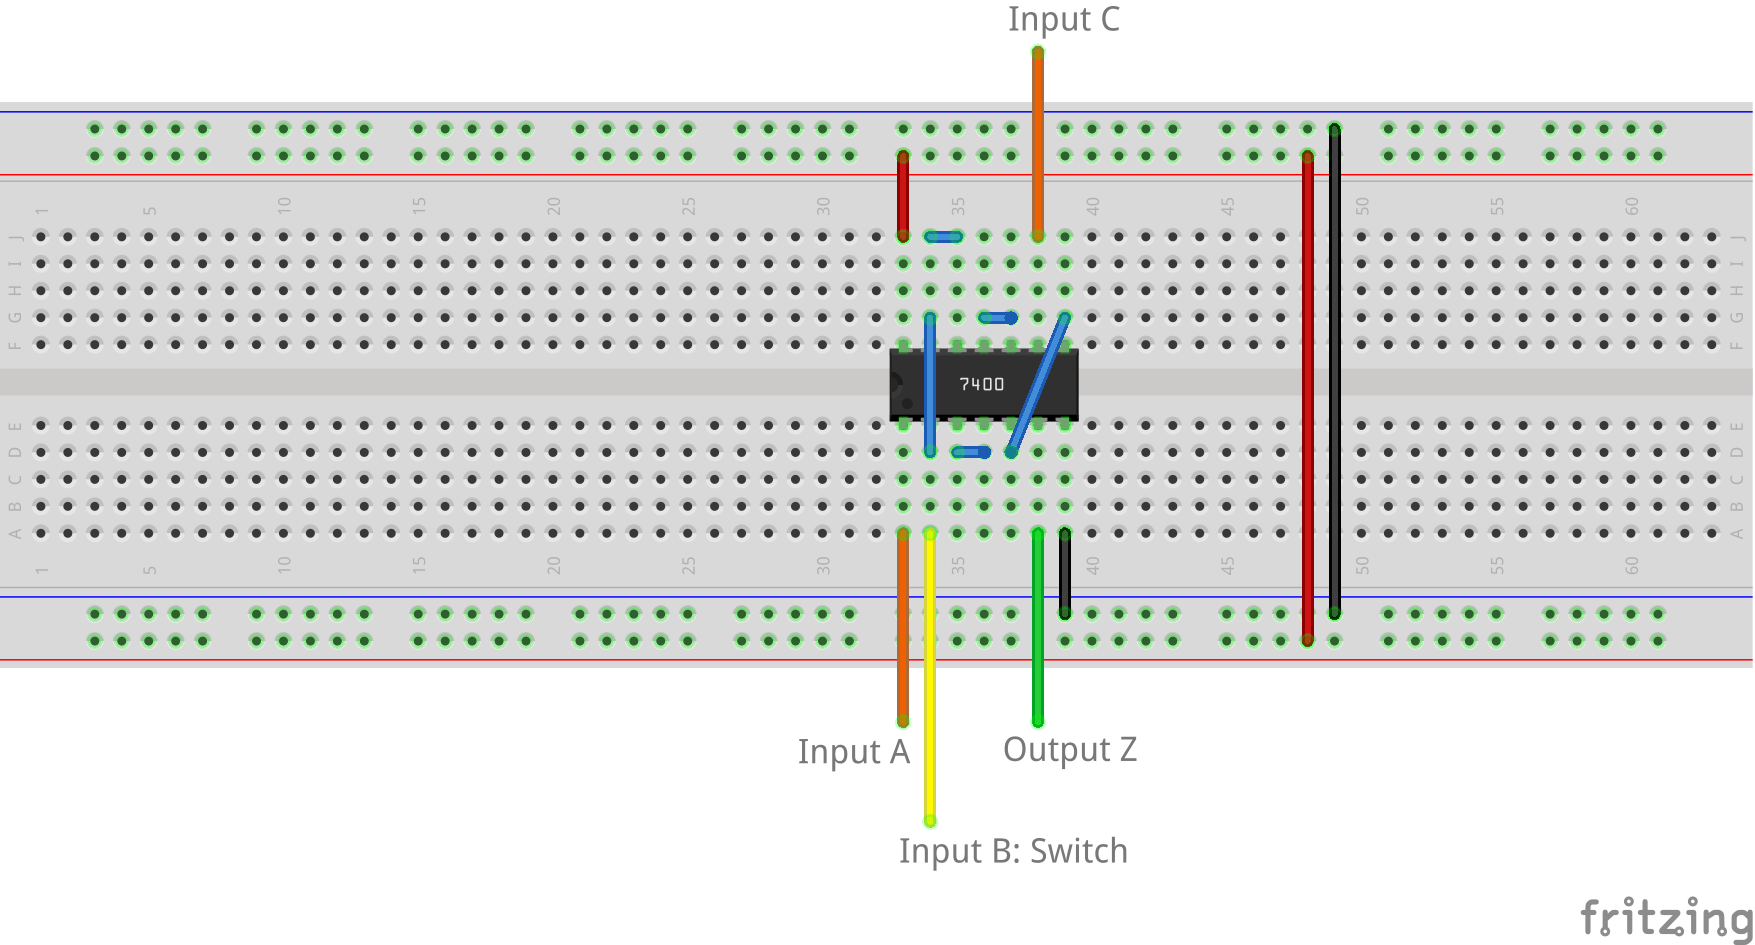 Input C
1 5 10 15 20 25 30 35 40 45 50 55 60
J J
I I
H H
G G
F F
7400
E E
D D
C C
B B
A A
1 5 10 15 20 25 30 35 40 45 50 55 60
Input A Output Z
Input B: Switch
fritzing